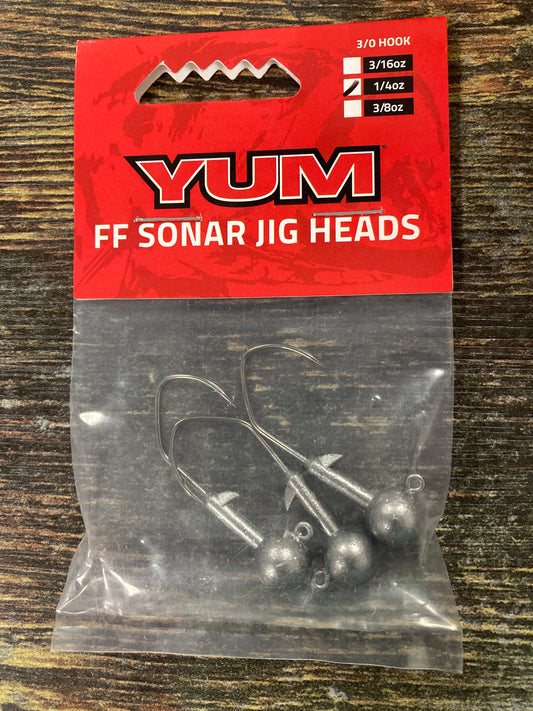 3/0 HOOK
3/16oz
1/4oz
3/8oz
YUM
FF SONAR JIG HEADS